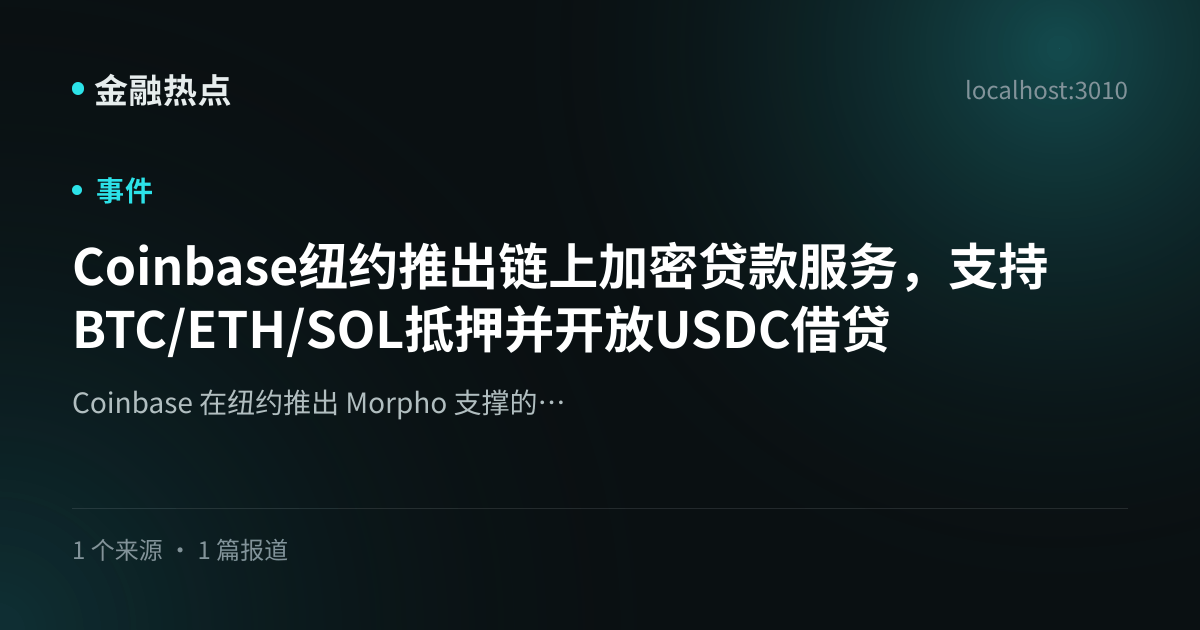 金融热点
localhost:3010
事件
Coinbase纽约推出链上加密贷款服务，支持
BTC/ETH/SOL抵押并开放USDC借贷
Coinbase 在纽约推出 Morpho 支撑的…
1 个来源 · 1 篇报道